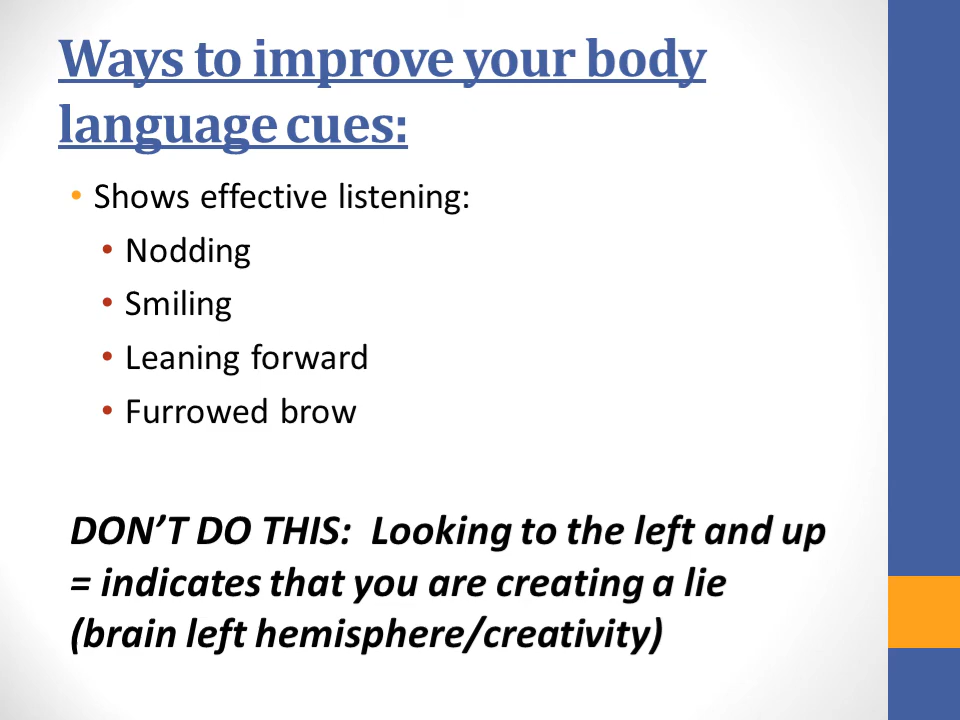 Ways to improve your body
language cues:
• Shows effective listening:
• Nodding
• Smiling
• Leaning forward
• Furrowed brow
DON’T DO THIS:  Looking to the left and up
= indicates that you are creating a lie
(brain left hemisphere/creativity)